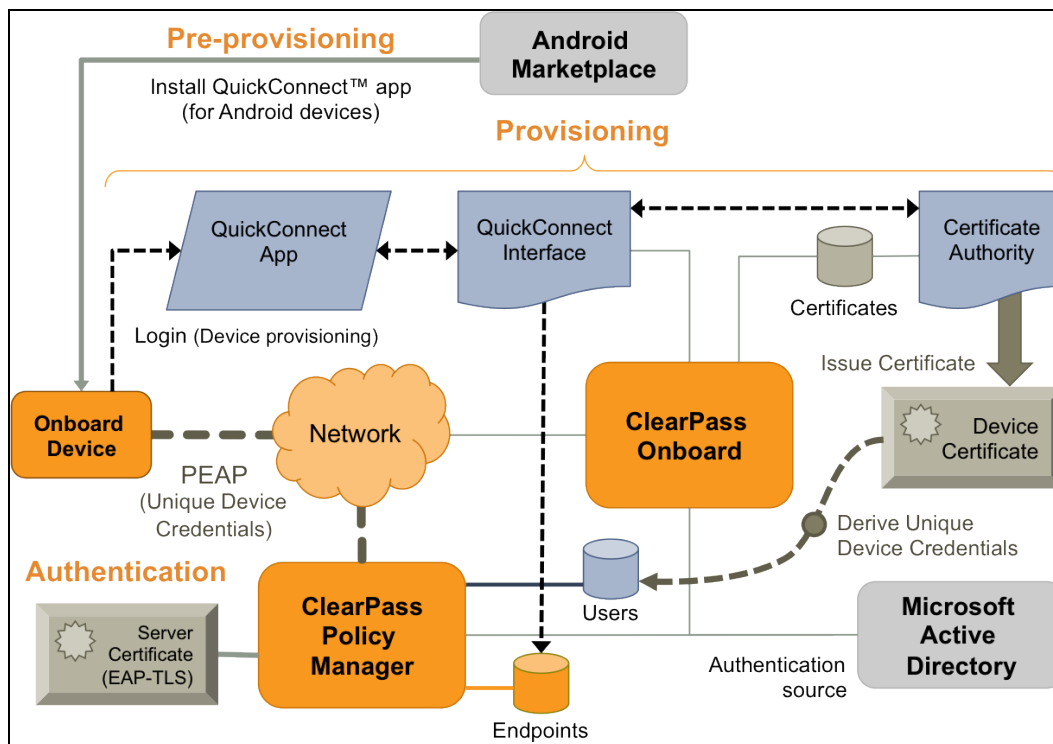 Pre-provisioning
Android
Marketplace
Install QuickConnect™ app
(for Android devices)
Provisioning
QuickConnect
App
QuickConnect
Interface
Certificate
Authority
Certificates
Login (Device provisioning)
Issue Certificate
Onboard
Device
Network
ClearPass
Onboard
Device
Certificate
PEAP
(Unique Device
Credentials)
Derive Unique
Device Credentials
Authentication
Server
Certificate
(EAP-TLS)
ClearPass
Policy
Manager
Users
Microsoft
Active
Directory
Authentication
source
Endpoints